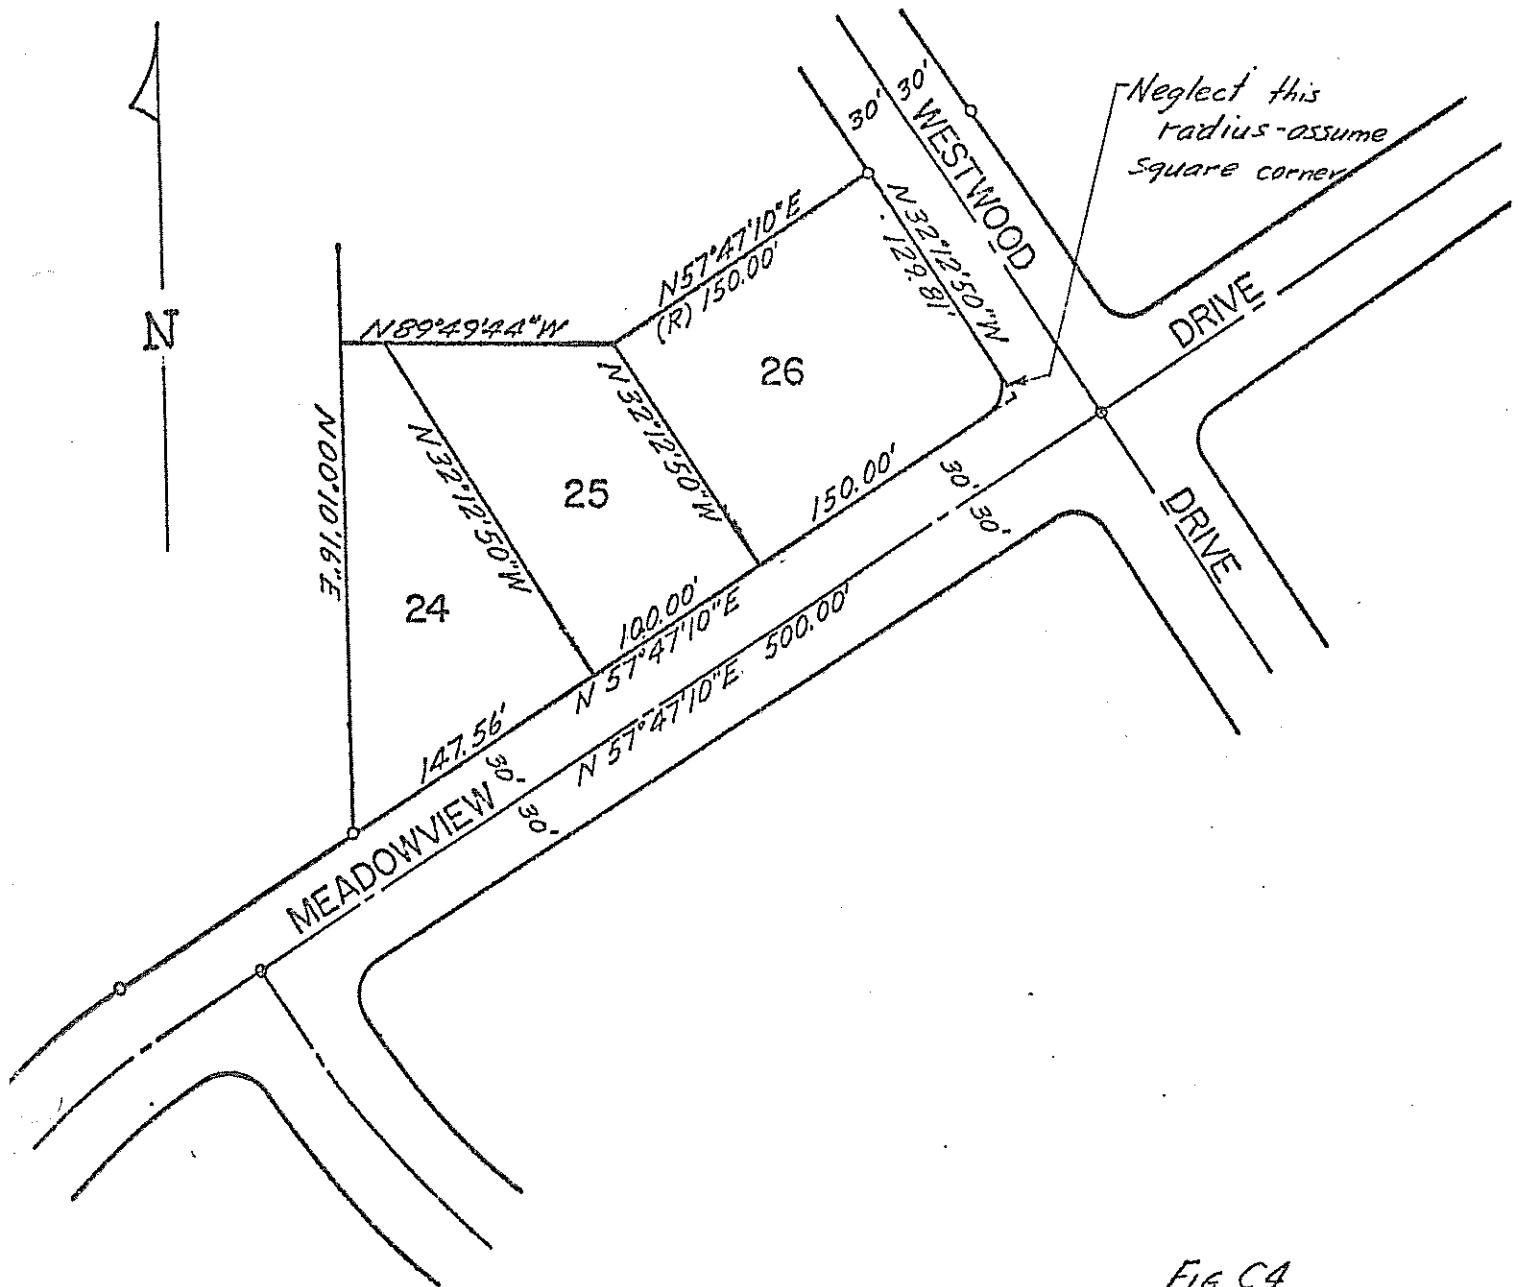 Neglect this
radius-assume
square corner
30' 30'
WESTWOOD
DRIVE
N32°12'50"W
129.81'
N57°47'10"E
(R) 150.00'
N89°49'44"W
N
26
N32°12'50"W
DRIVE
N00°10'16"E
N32°12'50"W
25
150.00'
30'
30'
24
100.00'
N 57°47'10"E
N 57°47'10"E 500.00'
147.56'
30'
30'
MEADOWVIEW
FIG C4